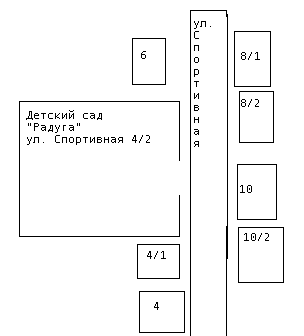 ул.
Спортивная
6
8/1
8/2
Детский сад
"Радуга"
ул. Спортивная 4/2
10
10/2
4/1
4